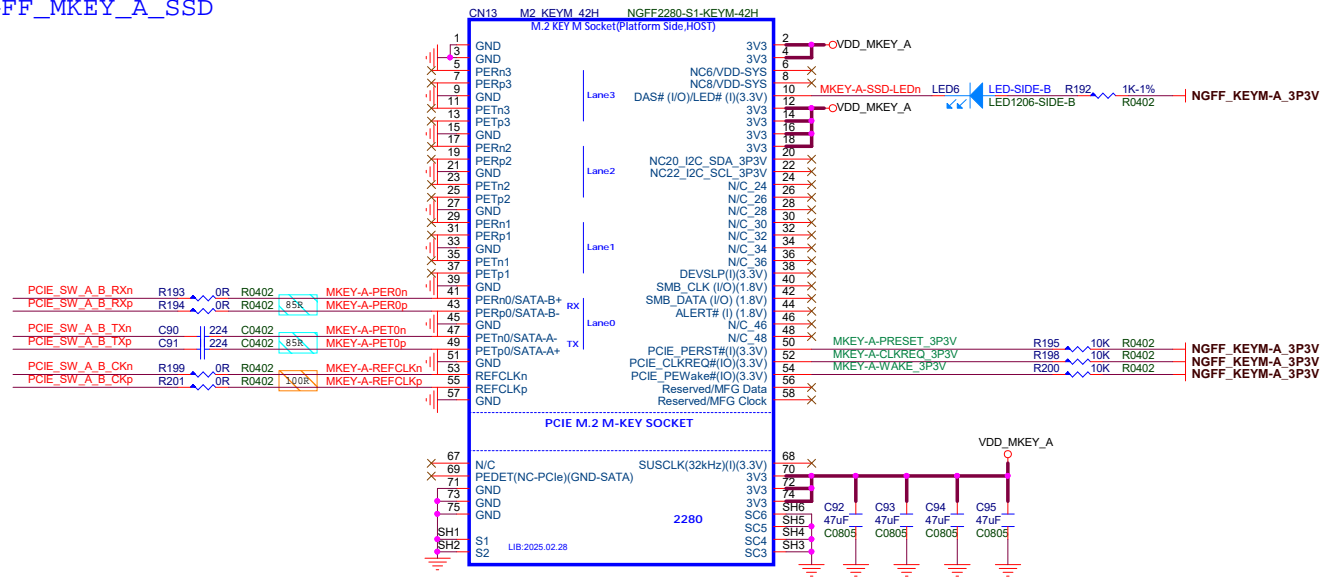 FF_MKEY_A_SSD
CN13 M2_KEYM_42H NGFF2280-S1-KEYM-42H
M.2 KEY M Socket(Platform Side,HOST)
1 GND
3 GND
5 PERn3
7 PERp3
9 GND
11 PETn3
13 PETp3
15 GND
17 PERn2
19 PERp2
21 GND
23 PETn2
25 PETp2
27 GND
29 PERn1
31 PERp1
33 GND
35 PETn1
37 PETp1
39 GND
41 PERn0/SATA-B+
43 PERp0/SATA-B-
45 GND
47 PETn0/SATA-A-
49 PETp0/SATA-A+
51 GND
53 REFCLKn
55 REFCLKp
57 GND
Lane3
Lane2
Lane1
RX
Lane0
TX
2 3V3
4 3V3
6 NC6/VDD-SYS
8 NC8/VDD-SYS
10 DAS# (I/O)/LED# (I)(3.3V)
12 3V3
14 3V3
16 3V3
18 3V3
20 NC20_I2C_SDA_3P3V
22 NC22_I2C_SCL_3P3V
24 N/C_24
26 N/C_26
28 N/C_28
30 N/C_30
32 N/C_32
34 N/C_34
36 N/C_36
38 DEVSLP(I)(3.3V)
40 SMB_CLK (I/O)(1.8V)
42 SMB_DATA (I/O) (1.8V)
44 ALERT# (I) (1.8V)
46 N/C_46
48 N/C_48
50 PCIE_PERST#(I)(3.3V)
52 PCIE_CLKREQ#(IO)(3.3V)
54 PCIE_PEWake#(IO)(3.3V)
56 Reserved/MFG Data
58 Reserved/MFG Clock
VDD_MKEY_A
VDD_MKEY_A
MKEY-A-SSD-LEDn LED6 LED-SIDE-B R192 1K-1% NGFF_KEYM-A_3P3V
LED1206-SIDE-B R0402
PCIE_SW_A_B_RXn R193 0R R0402 MKEY-A-PER0n
PCIE_SW_A_B_RXp R194 0R R0402 85R MKEY-A-PER0p
PCIE_SW_A_B_TXn C90 224 C0402 MKEY-A-PET0n
PCIE_SW_A_B_TXp C91 224 C0402 85R MKEY-A-PET0p
PCIE_SW_A_B_CKn R199 0R R0402 MKEY-A-REFCLKn
PCIE_SW_A_B_CKp R201 0R R0402 100R MKEY-A-REFCLKp
MKEY-A-PRESET_3P3V R195 10K R0402 NGFF_KEYM-A_3P3V
MKEY-A-CLKREQ_3P3V R198 10K R0402 NGFF_KEYM-A_3P3V
MKEY-A-WAKE_3P3V R200 10K R0402 NGFF_KEYM-A_3P3V
PCIE M.2 M-KEY SOCKET
67 N/C
69 PEDET(NC-PCIe)(GND-SATA)
71 GND
73 GND
75 GND
SH1 S1
SH2 S2
68 SUSCLK(32kHz)(I)(3.3V)
70 3V3
72 3V3
74 3V3
SH6 SC6
SH5 SC5
SH4 SC4
SH3 SC3
2280
LIB:2025.02.28
VDD_MKEY_A
C92 C93 C94 C95
47uF 47uF 47uF 47uF
C0805 C0805 C0805 C0805